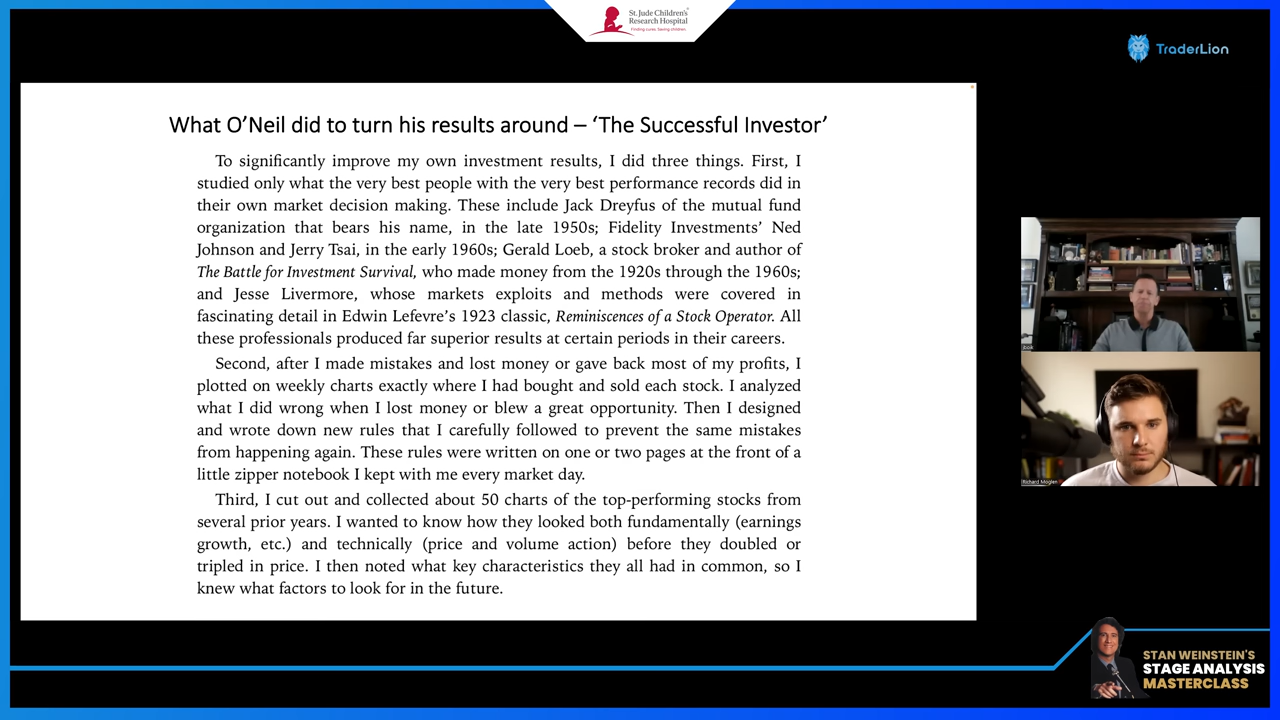 St. Jude Children's
Research Hospital
Finding cures. Saving children.
TraderLion
What O’Neil did to turn his results around – ‘The Successful Investor’
To significantly improve my own investment results, I did three things. First, I
studied only what the very best people with the very best performance records did in
their own market decision making. These include Jack Dreyfus of the mutual fund
organization that bears his name, in the late 1950s; Fidelity Investments’ Ned
Johnson and Jerry Tsai, in the early 1960s; Gerald Loeb, a stock broker and author of
The Battle for Investment Survival, who made money from the 1920s through the 1960s;
and Jesse Livermore, whose markets exploits and methods were covered in
fascinating detail in Edwin Lefevre’s 1923 classic, Reminiscences of a Stock Operator. All
these professionals produced far superior results at certain periods in their careers.
Second, after I made mistakes and lost money or gave back most of my profits, I
plotted on weekly charts exactly where I had bought and sold each stock. I analyzed
what I did wrong when I lost money or blew a great opportunity. Then I designed
and wrote down new rules that I carefully followed to prevent the same mistakes
from happening again. These rules were written on one or two pages at the front of a
little zipper notebook I kept with me every market day.
Third, I cut out and collected about 50 charts of the top-performing stocks from
several prior years. I wanted to know how they looked both fundamentally (earnings
growth, etc.) and technically (price and volume action) before they doubled or
tripled in price. I then noted what key characteristics they all had in common, so I
knew what factors to look for in the future.
Richard Moglen
STAN WEINSTEIN'S
STAGE ANALYSIS
MASTERCLASS